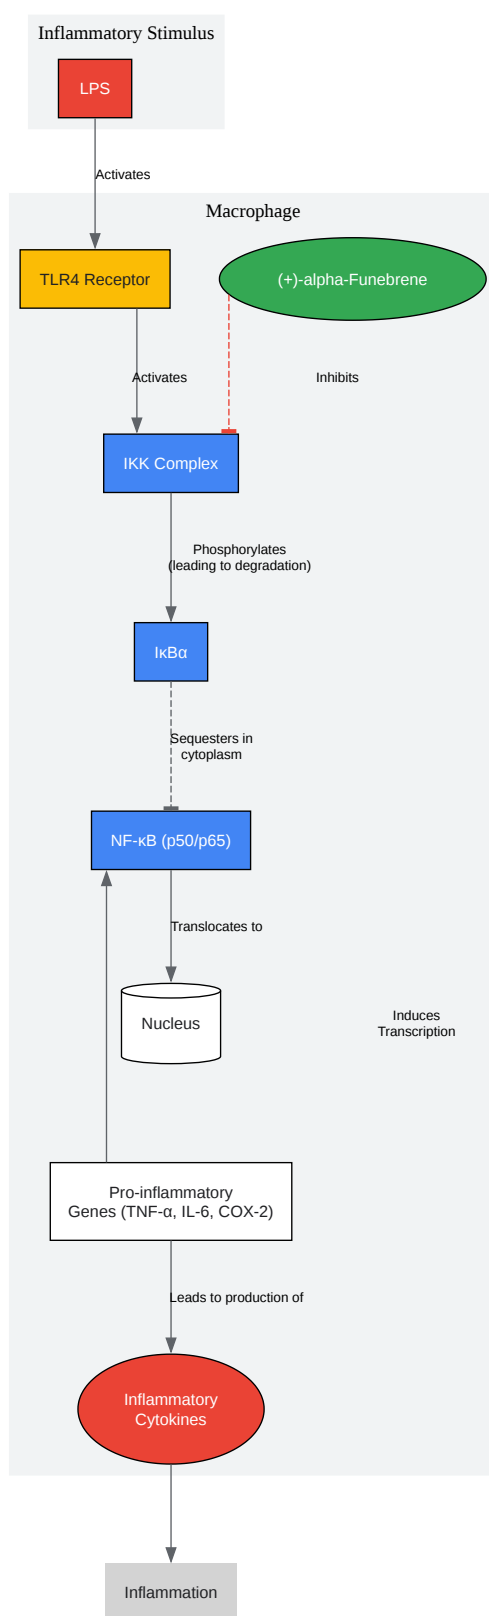 Inflammatory Stimulus
LPS
Activates
Macrophage
TLR4 Receptor
(+)-alpha-Funebrene
Activates
Inhibits
IKK Complex
Phosphorylates
(leading to degradation)
IκBα
Sequesters in
cytoplasm
NF-κB (p50/p65)
Translocates to
Nucleus
Induces
Transcription
Pro-inflammatory
Genes (TNF-α, IL-6, COX-2)
Leads to production of
Inflammatory
Cytokines
Inflammation